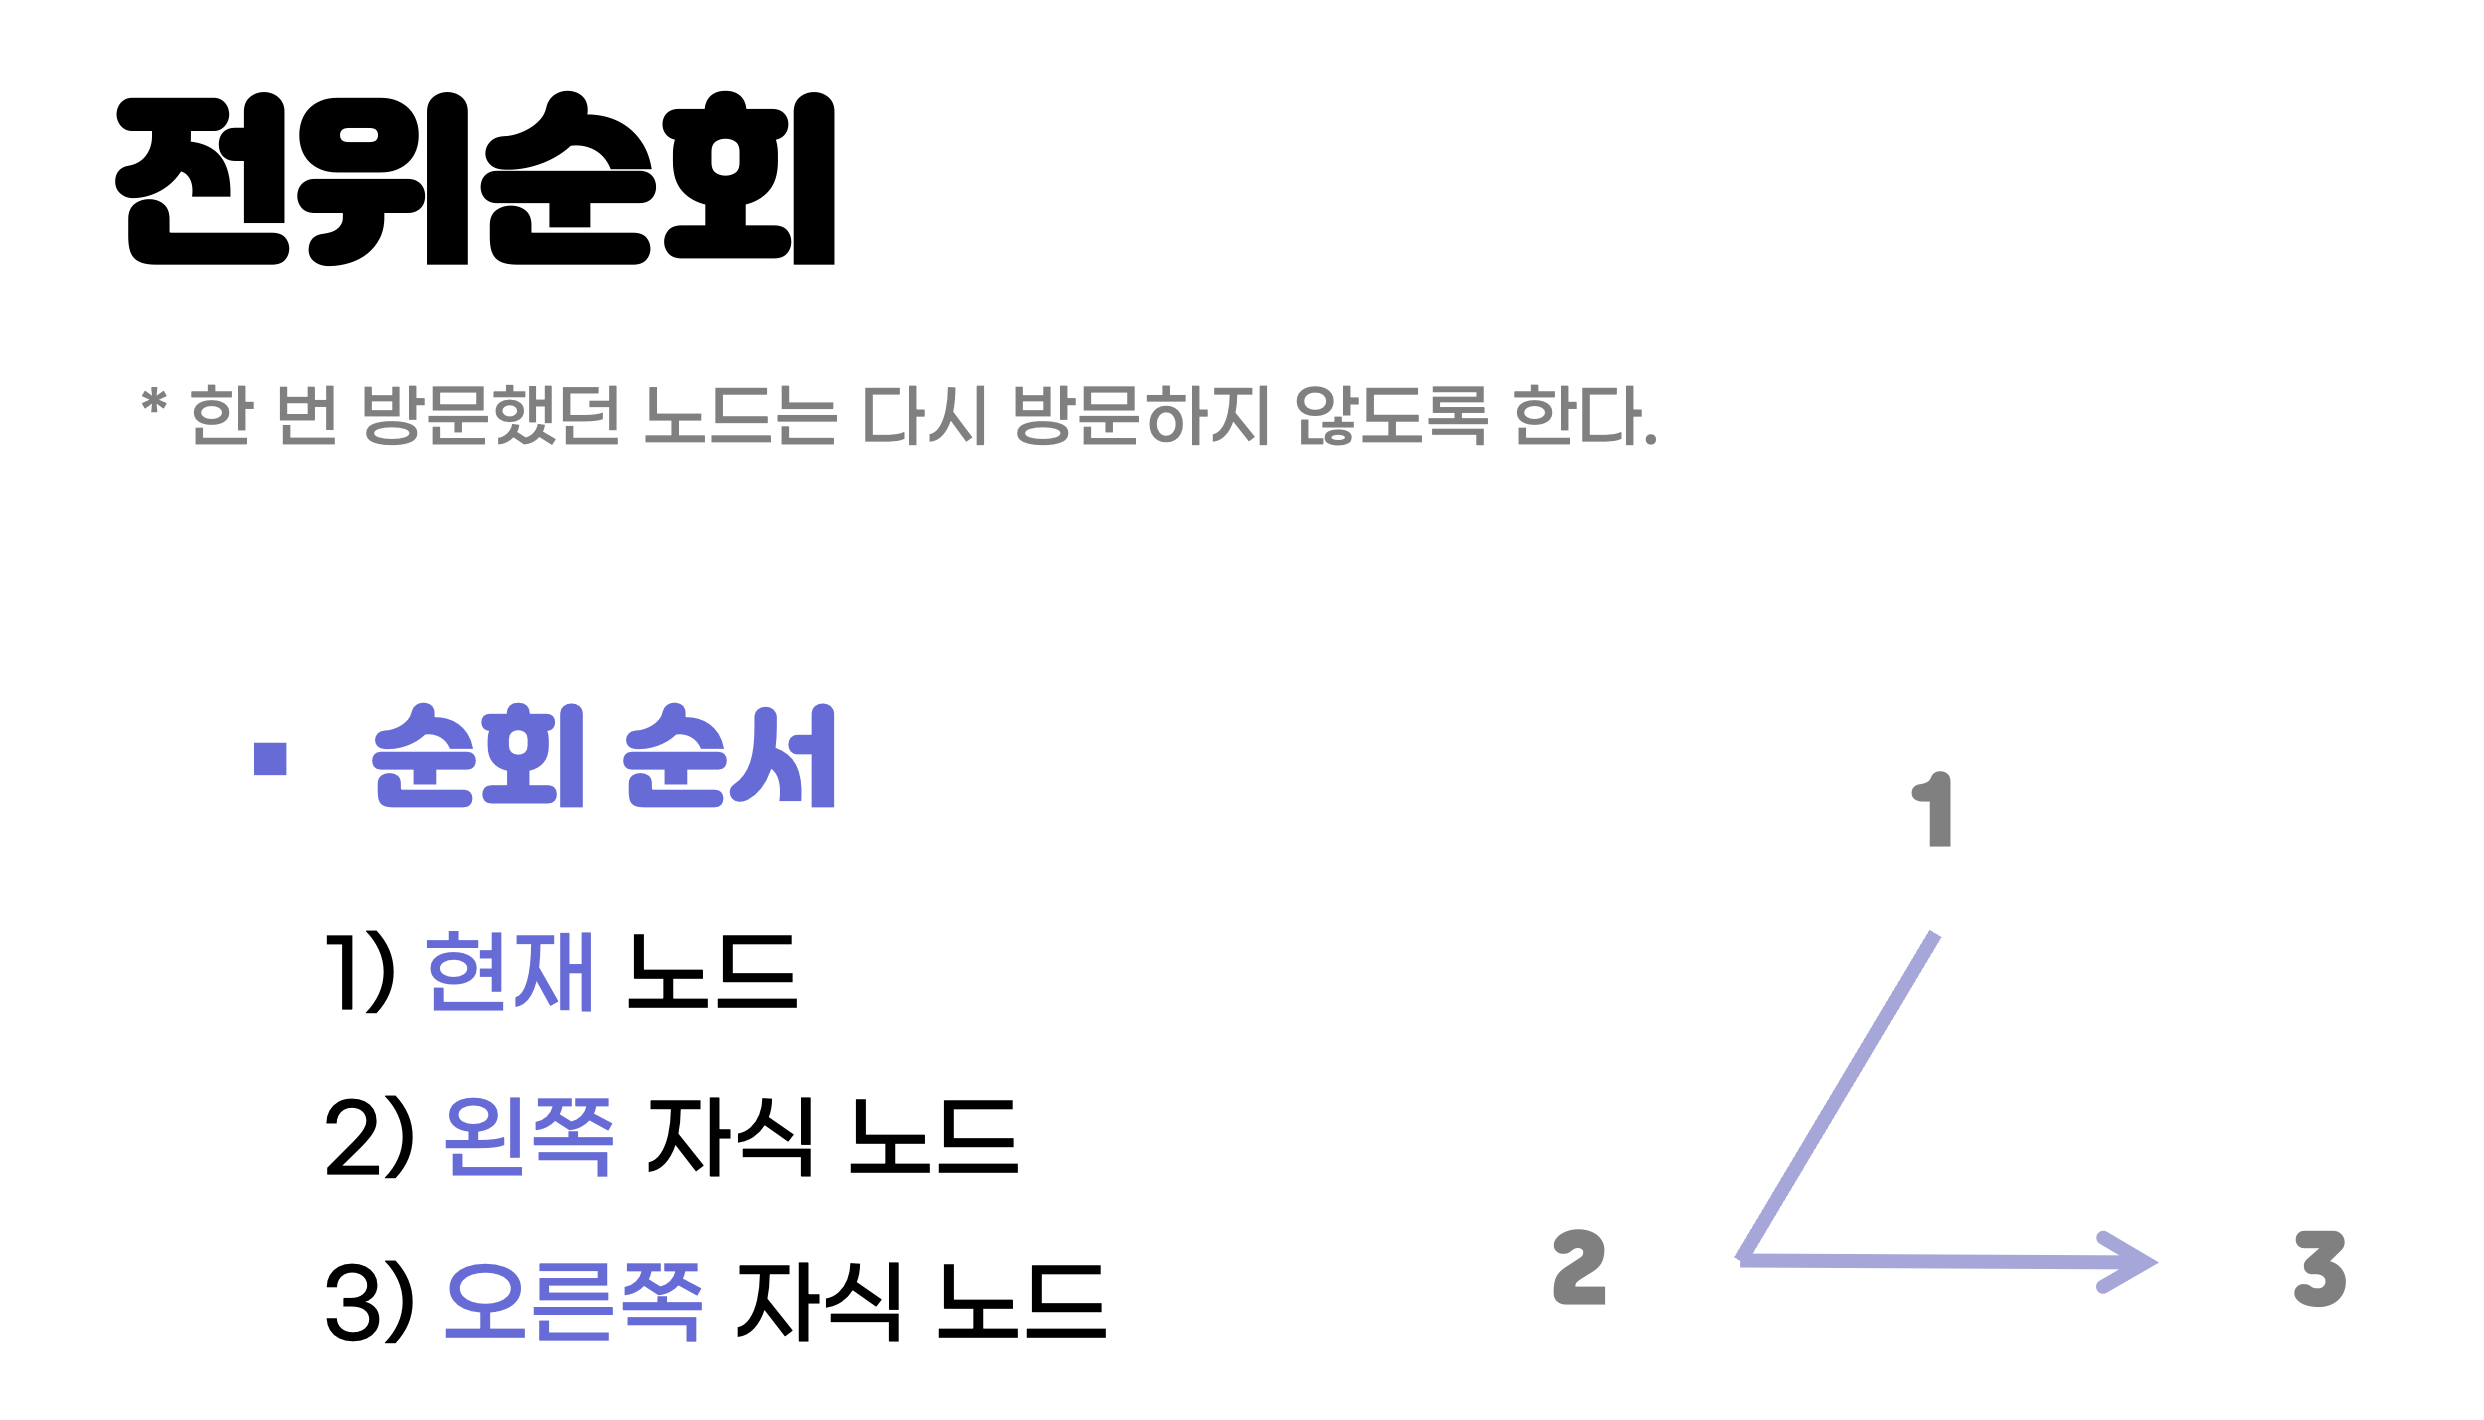 전위순회
* 한 번 방문했던 노드는 다시 방문하지 않도록 한다.
▪ 순회 순서
1) 현재 노드
2) 왼쪽 자식 노드
3) 오른쪽 자식 노드
1
2
3